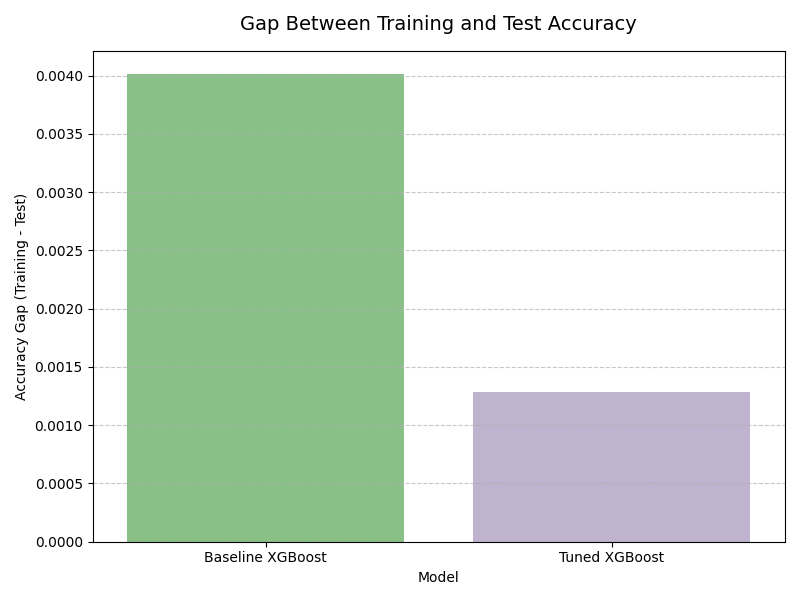 Gap Between Training and Test Accuracy
Accuracy Gap (Training - Test)
0.0040
0.0035
0.0030
0.0025
0.0020
0.0015
0.0010
0.0005
0.0000
Baseline XGBoost
Tuned XGBoost
Model